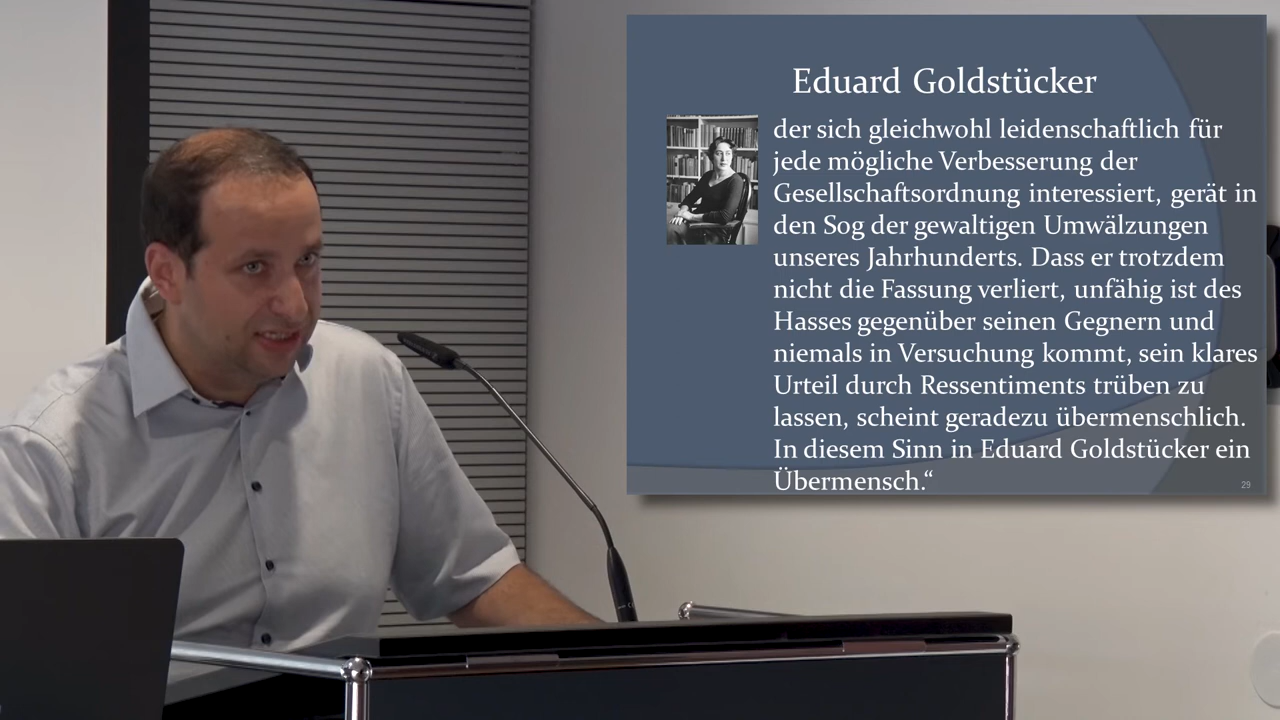 Eduard Goldstücker
der sich gleichwohl leidenschaftlich für
jede mögliche Verbesserung der
Gesellschaftsordnung interessiert, gerät in
den Sog der gewaltigen Umwälzungen
unseres Jahrhunderts. Dass er trotzdem
nicht die Fassung verliert, unfähig ist des
Hasses gegenüber seinen Gegnern und
niemals in Versuchung kommt, sein klares
Urteil durch Ressentiments trüben zu
lassen, scheint geradezu übermenschlich.
In diesem Sinn in Eduard Goldstücker ein
Übermensch.“
29